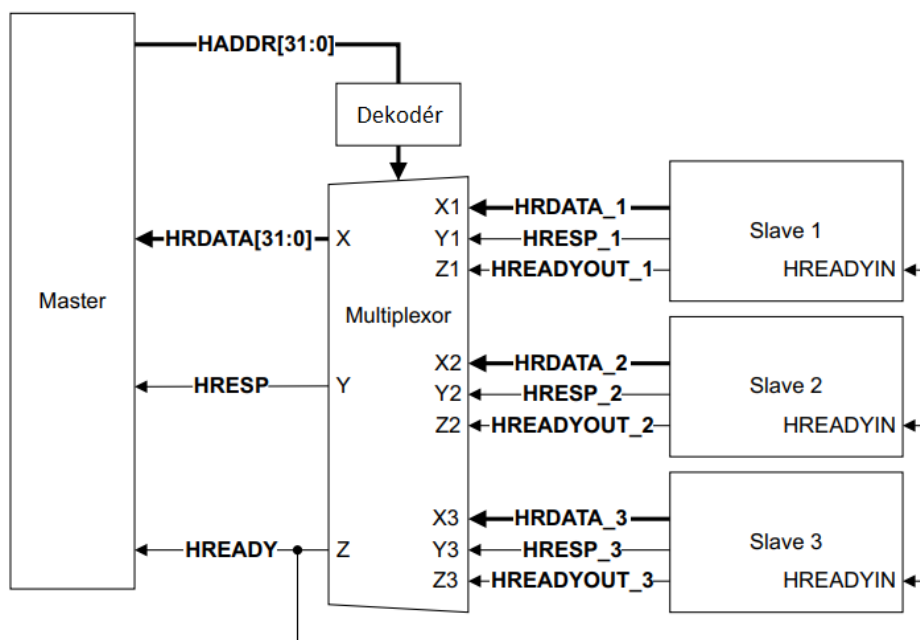 HADDR[31:0]
Dekodér
X1
HRDATA_1
Slave 1
HRDATA[31:0]
X
Y1
HRESP_1
Z1
HREADYOUT_1
HREADYIN
Master
Multiplexor
X2
HRDATA_2
Slave 2
HRESP
Y
Y2
HRESP_2
Z2
HREADYOUT_2
HREADYIN
X3
HRDATA_3
Slave 3
HREADY
Z
Y3
HRESP_3
Z3
HREADYOUT_3
HREADYIN